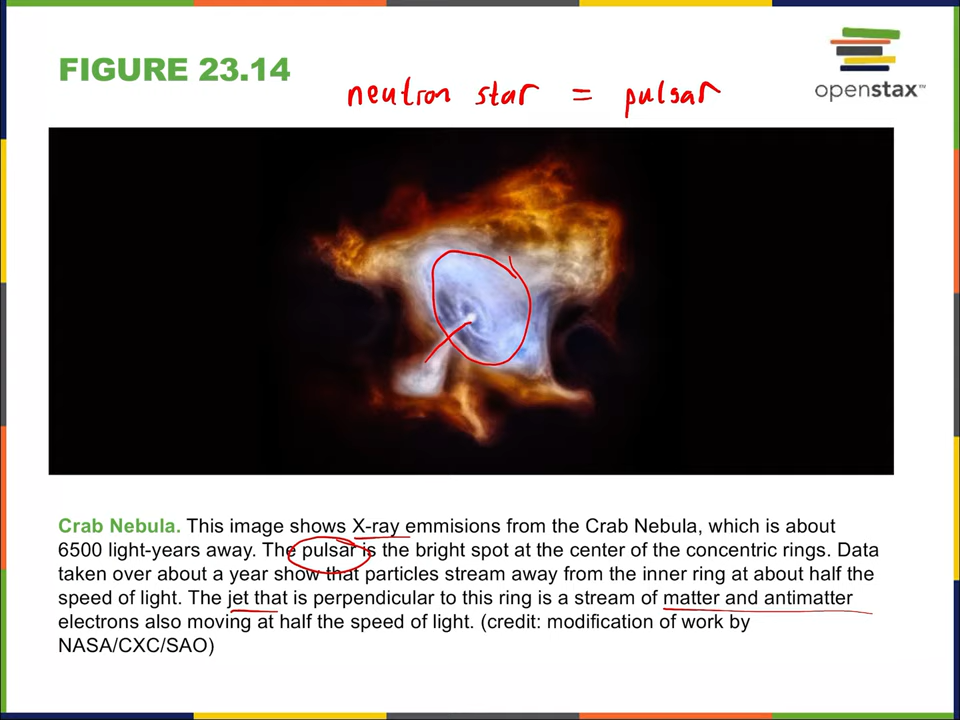 FIGURE 23.14
openstax™
neutron star = pulsar
Crab Nebula. This image shows X-ray emmisions from the Crab Nebula, which is about
6500 light-years away. The pulsar is the bright spot at the center of the concentric rings. Data
taken over about a year show that particles stream away from the inner ring at about half the
speed of light. The jet that is perpendicular to this ring is a stream of matter and antimatter
electrons also moving at half the speed of light. (credit: modification of work by
NASA/CXC/SAO)